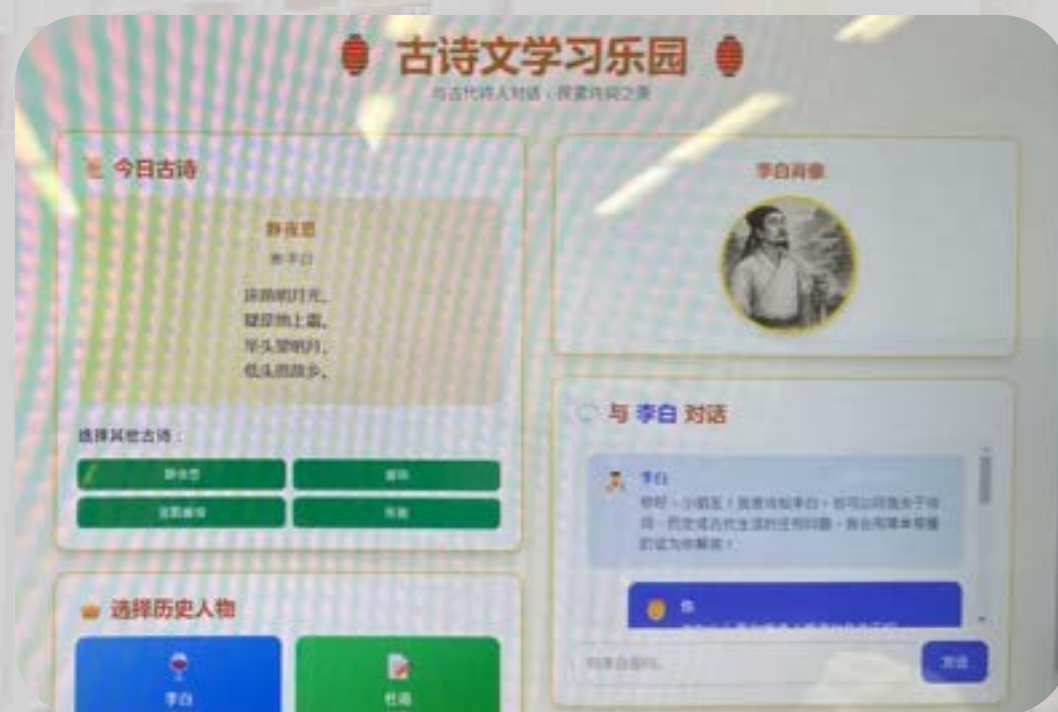 古诗文学习乐园
与古代诗人对话，探索诗词之美
今日古诗
静夜思
唐·李白
床前明月光，
疑是地上霜。
举头望明月，
低头思故乡。
选择其他古诗：
静夜思
春晓
登鹳雀楼
选择历史人物
李白
杜甫
李白肖像
与 李白 对话
李白
你好，小朋友！我是诗仙李白，你可以问我关于诗
词、历史或古代生活的任何问题，我会用简单易懂
的话为你解答！
你
发送